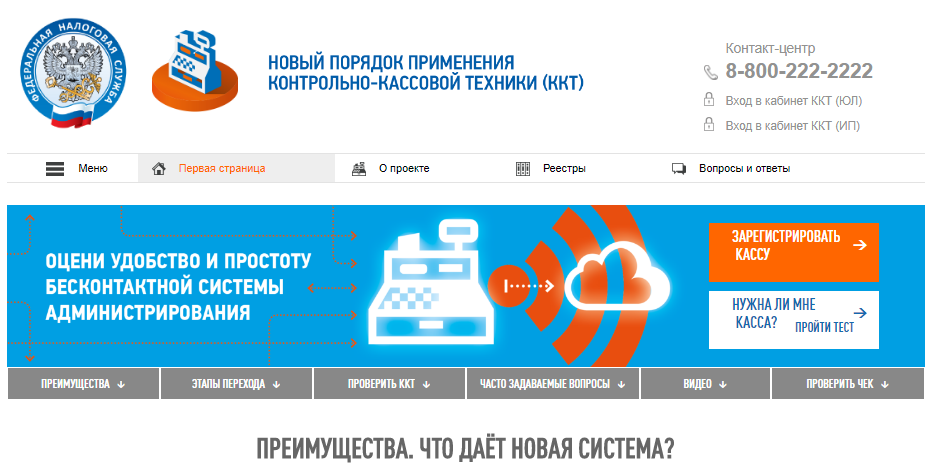 ФЕДЕРАЛЬНАЯ НАЛОГОВАЯ СЛУЖБА
НОВЫЙ ПОРЯДОК ПРИМЕНЕНИЯ
КОНТРОЛЬНО-КАССОВОЙ ТЕХНИКИ (ККТ)
Контакт-центр
8-800-222-2222
Вход в кабинет ККТ (ЮЛ)
Вход в кабинет ККТ (ИП)
Меню
Первая страница
О проекте
Реестры
Вопросы и ответы
ОЦЕНИ УДОБСТВО И ПРОСТОТУ
БЕСКОНТАКТНОЙ СИСТЕМЫ
АДМИНИСТРИРОВАНИЯ
ККТ
ЗАРЕГИСТРИРОВАТЬ
КАССУ
НУЖНА ЛИ МНЕ
КАССА? ПРОЙТИ ТЕСТ
ПРЕИМУЩЕСТВА
ЭТАПЫ ПЕРЕХОДА
ПРОВЕРИТЬ ККТ
ЧАСТО ЗАДАВАЕМЫЕ ВОПРОСЫ
ВИДЕО
ПРОВЕРИТЬ ЧЕК
ПРЕИМУЩЕСТВА. ЧТО ДАЁТ НОВАЯ СИСТЕМА?